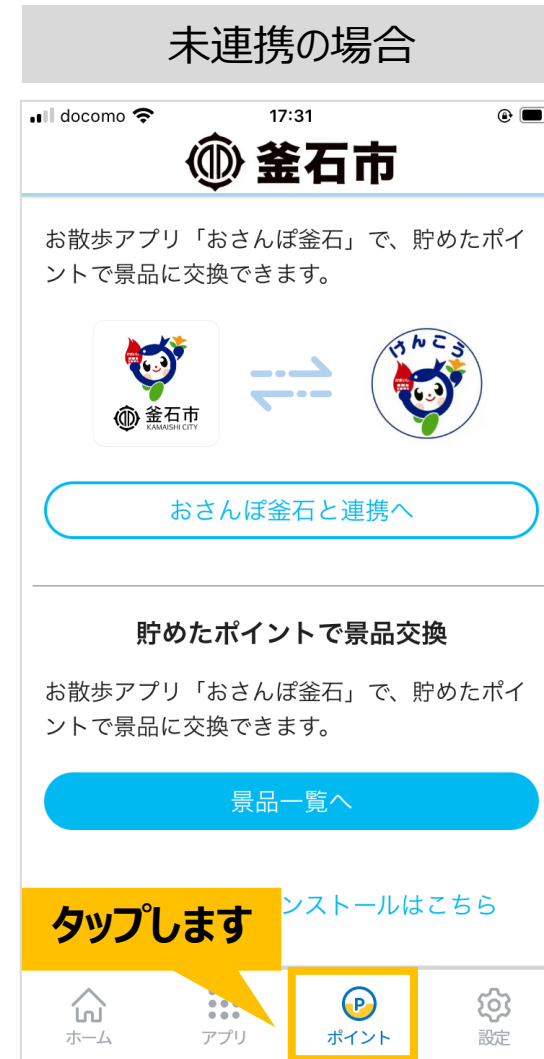 未連携の場合
docomo 17:31
釜石市
お散歩アプリ「おさんぽ釜石」で、貯めたポイ
ントで景品に交換できます。
釜石市
KAMAISHI CITY
けんこう
おさんぽ釜石と連携へ
貯めたポイントで景品交換
お散歩アプリ「おさんぽ釜石」で、貯めたポイ
ントで景品に交換できます。
景品一覧へ
ンストールはこちら
タップします
P
ホーム
アプリ
ポイント
設定